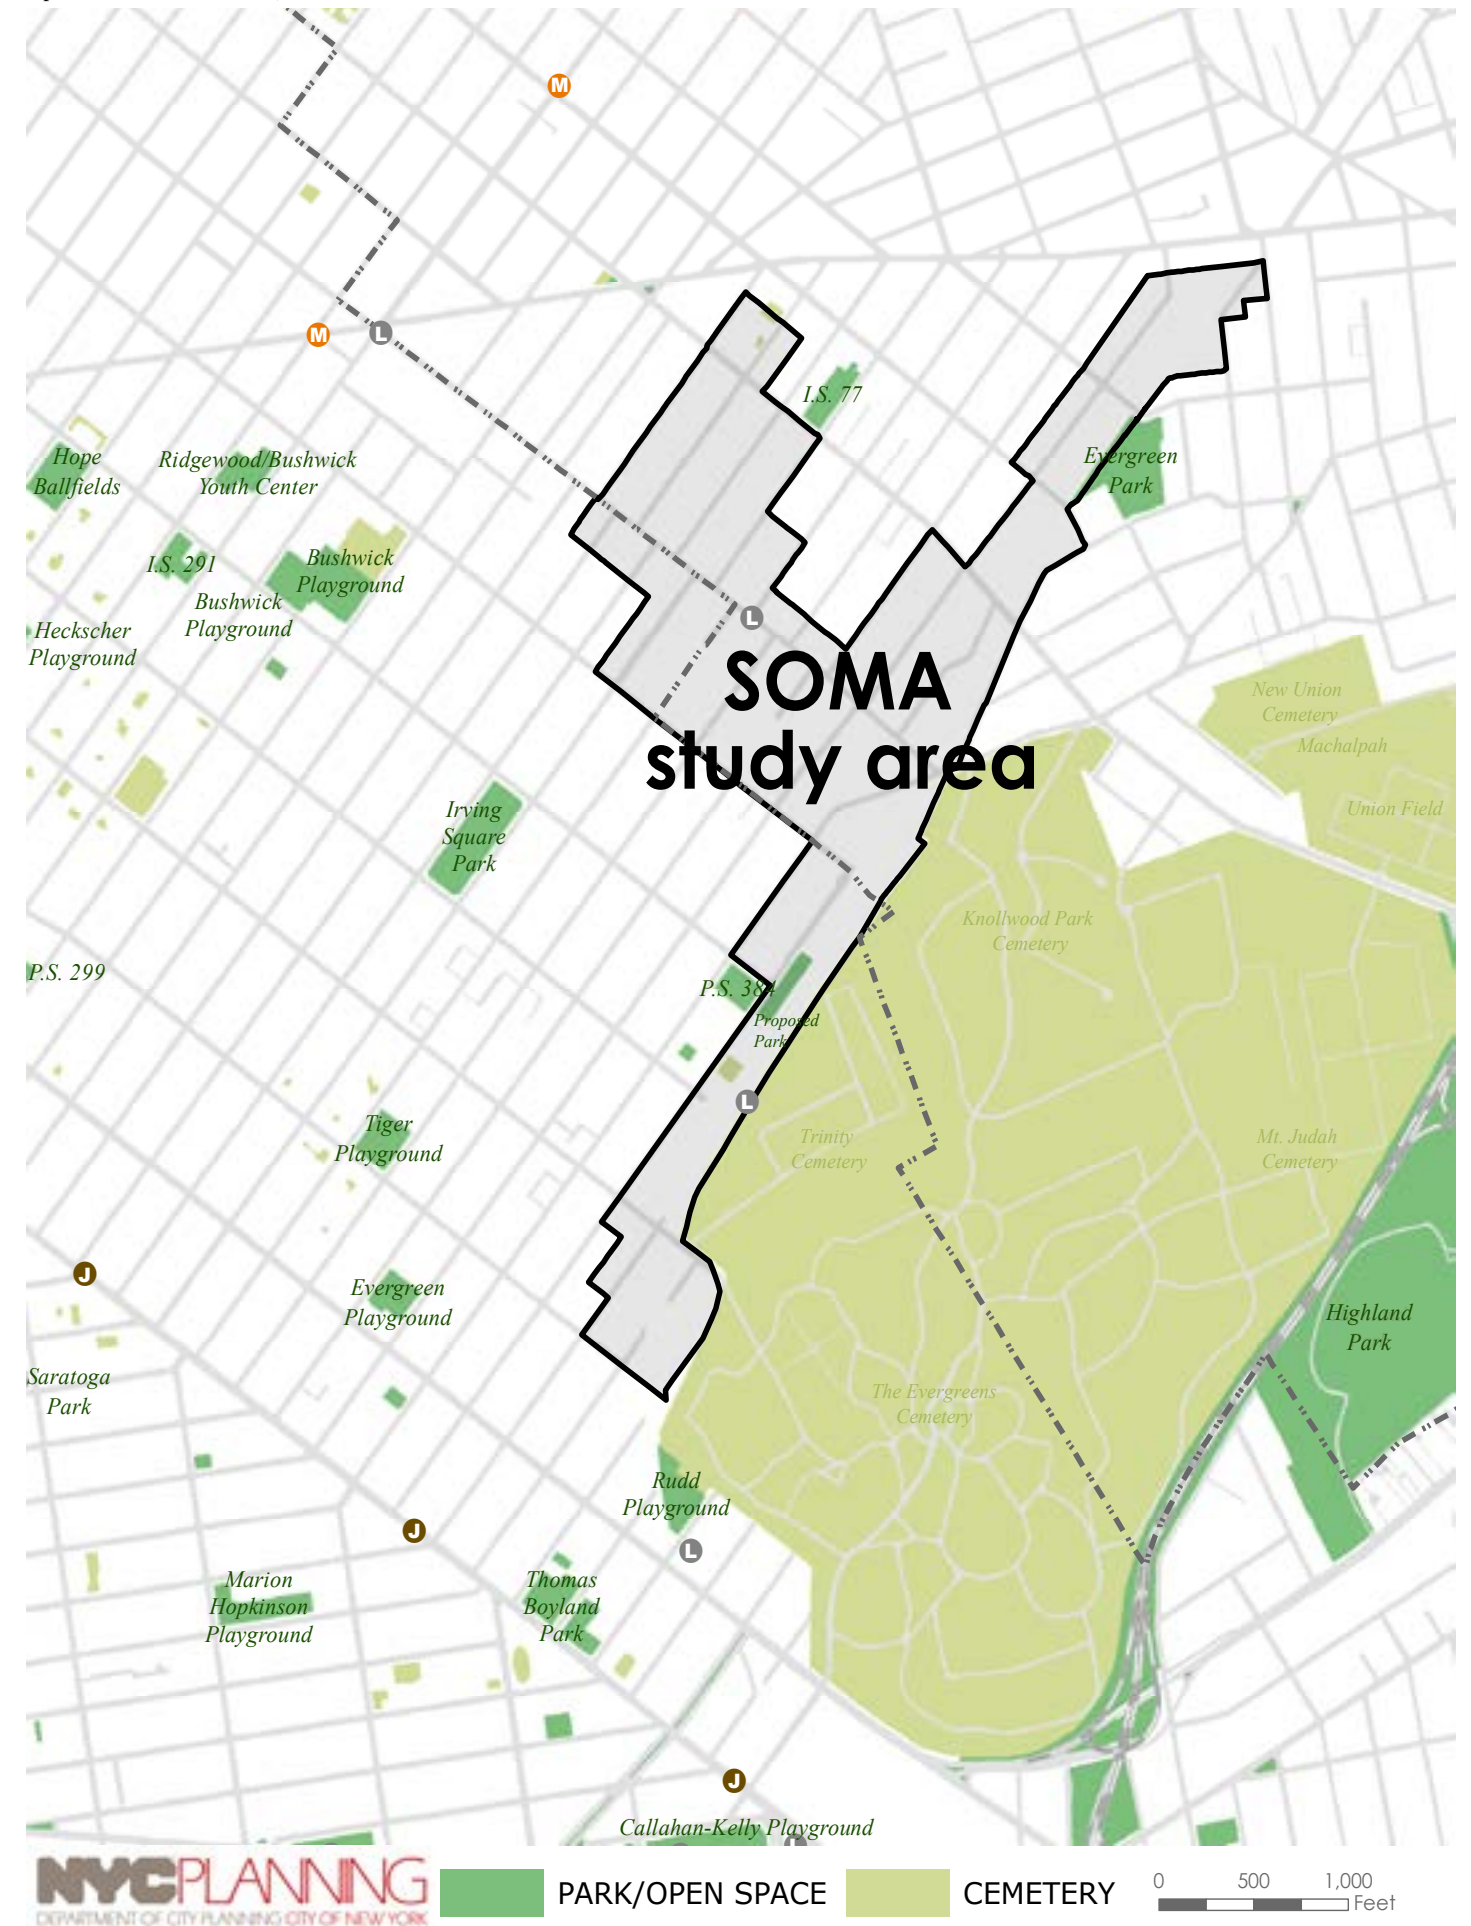 M
M
L
I.S. 77
Hope
Ballfields
Ridgewood/Bushwick
Youth Center
Evergreen
Park
I.S. 291
Bushwick
Playground
Bushwick
Playground
Heckscher
Playground
L
SOMA
study area
New Union
Cemetery
Machalpah
Union Field
Irving
Square
Park
Knollwood Park
Cemetery
P.S. 299
P.S. 384
Proposed
Park
L
Tiger
Playground
Trinity
Cemetery
Mt. Judah
Cemetery
J
Evergreen
Playground
Highland
Park
Saratoga
Park
The Evergreens
Cemetery
Rudd
Playground
J
L
Marion
Hopkinson
Playground
Thomas
Boyland
Park
J
Callahan-Kelly Playground
L
NYCPLANNING
DEPARTMENT OF CITY PLANNING CITY OF NEW YORK
PARK/OPEN SPACE
CEMETERY
0 500 1,000
Feet